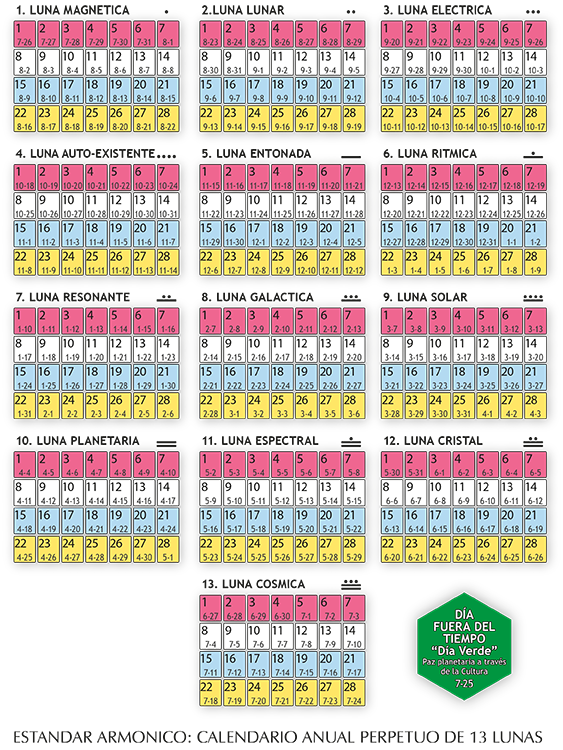 1. LUNA MAGNETICA
1 2 3 4 5 6 7
7-26 7-27 7-28 7-29 7-30 7-31 8-1
8 9 10 11 12 13 14
8-2 8-3 8-4 8-5 8-6 8-7 8-8
15 16 17 18 19 20 21
8-9 8-10 8-11 8-12 8-13 8-14 8-15
22 23 24 25 26 27 28
8-16 8-17 8-18 8-19 8-20 8-21 8-22
2.LUNA LUNAR
1 2 3 4 5 6 7
8-23 8-24 8-25 8-26 8-27 8-28 8-29
8 9 10 11 12 13 14
8-30 8-31 9-1 9-2 9-3 9-4 9-5
15 16 17 18 19 20 21
9-6 9-7 9-8 9-9 9-10 9-11 9-12
22 23 24 25 26 27 28
9-13 9-14 9-15 9-16 9-17 9-18 9-19
3. LUNA ELECTRICA
1 2 3 4 5 6 7
9-20 9-21 9-22 9-23 9-24 9-25 9-26
8 9 10 11 12 13 14
9-27 9-28 9-29 9-30 10-1 10-2 10-3
15 16 17 18 19 20 21
10-4 10-5 10-6 10-7 10-8 10-9 10-10
22 23 24 25 26 27 28
10-11 10-12 10-13 10-14 10-15 10-16 10-17
4. LUNA AUTO-EXISTENTE
1 2 3 4 5 6 7
10-18 10-19 10-20 10-21 10-22 10-23 10-24
8 9 10 11 12 13 14
10-25 10-26 10-27 10-28 10-29 10-30 10-31
15 16 17 18 19 20 21
11-1 11-2 11-3 11-4 11-5 11-6 11-7
22 23 24 25 26 27 28
11-8 11-9 11-10 11-11 11-12 11-13 11-14
5. LUNA ENTONADA
1 2 3 4 5 6 7
11-15 11-16 11-17 11-18 11-19 11-20 11-21
8 9 10 11 12 13 14
11-22 11-23 11-24 11-25 11-26 11-27 11-28
15 16 17 18 19 20 21
11-29 11-30 12-1 12-2 12-3 12-4 12-5
22 23 24 25 26 27 28
12-6 12-7 12-8 12-9 12-10 12-11 12-12
6. LUNA RITMICA
1 2 3 4 5 6 7
12-13 12-14 12-15 12-16 12-17 12-18 12-19
8 9 10 11 12 13 14
12-20 12-21 12-22 12-23 12-24 12-25 12-26
15 16 17 18 19 20 21
12-27 12-28 12-29 12-30 12-31 1-1 1-2
22 23 24 25 26 27 28
1-3 1-4 1-5 1-6 1-7 1-8 1-9
7. LUNA RESONANTE
1 2 3 4 5 6 7
1-10 1-11 1-12 1-13 1-14 1-15 1-16
8 9 10 11 12 13 14
1-17 1-18 1-19 1-20 1-21 1-22 1-23
15 16 17 18 19 20 21
1-24 1-25 1-26 1-27 1-28 1-29 1-30
22 23 24 25 26 27 28
1-31 2-1 2-2 2-3 2-4 2-5 2-6
8. LUNA GALACTICA
1 2 3 4 5 6 7
2-7 2-8 2-9 2-10 2-11 2-12 2-13
8 9 10 11 12 13 14
2-14 2-15 2-16 2-17 2-18 2-19 2-20
15 16 17 18 19 20 21
2-21 2-22 2-23 2-24 2-25 2-26 2-27
22 23 24 25 26 27 28
2-28 3-1 3-2 3-3 3-4 3-5 3-6
9. LUNA SOLAR
1 2 3 4 5 6 7
3-7 3-8 3-9 3-10 3-11 3-12 3-13
8 9 10 11 12 13 14
3-14 3-15 3-16 3-17 3-18 3-19 3-20
15 16 17 18 19 20 21
3-21 3-22 3-23 3-24 3-25 3-26 3-27
22 23 24 25 26 27 28
3-28 3-29 3-30 3-31 4-1 4-2 4-3
10. LUNA PLANETARIA
1 2 3 4 5 6 7
4-4 4-5 4-6 4-7 4-8 4-9 4-10
8 9 10 11 12 13 14
4-11 4-12 4-13 4-14 4-15 4-16 4-17
15 16 17 18 19 20 21
4-18 4-19 4-20 4-21 4-22 4-23 4-24
22 23 24 25 26 27 28
4-25 4-26 4-27 4-28 4-29 4-30 5-1
11. LUNA ESPECTRAL
1 2 3 4 5 6 7
5-2 5-3 5-4 5-5 5-6 5-7 5-8
8 9 10 11 12 13 14
5-9 5-10 5-11 5-12 5-13 5-14 5-15
15 16 17 18 19 20 21
5-16 5-17 5-18 5-19 5-20 5-21 5-22
22 23 24 25 26 27 28
5-23 5-24 5-25 5-26 5-27 5-28 5-29
12. LUNA CRISTAL
1 2 3 4 5 6 7
5-30 5-31 6-1 6-2 6-3 6-4 6-5
8 9 10 11 12 13 14
6-6 6-7 6-8 6-9 6-10 6-11 6-12
15 16 17 18 19 20 21
6-13 6-14 6-15 6-16 6-17 6-18 6-19
22 23 24 25 26 27 28
6-20 6-21 6-22 6-23 6-24 6-25 6-26
13. LUNA COSMICA
1 2 3 4 5 6 7
6-27 6-28 6-29 6-30 7-1 7-2 7-3
8 9 10 11 12 13 14
7-4 7-5 7-6 7-7 7-8 7-9 7-10
15 16 17 18 19 20 21
7-11 7-12 7-13 7-14 7-15 7-16 7-17
22 23 24 25 26 27 28
7-18 7-19 7-20 7-21 7-22 7-23 7-24
DÍA
FUERA DEL
TIEMPO
“Día Verde”
Paz planetaria a través
de la Cultura
7-25
ESTANDAR ARMONICO: CALENDARIO ANUAL PERPETUO DE 13 LUNAS